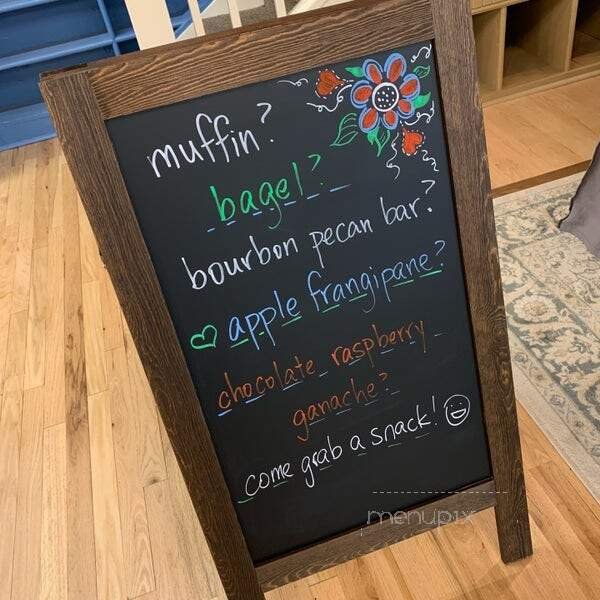 muffin?
bagel?
bourbon pecan bar?
apple frangipane?
chocolate raspberry
ganache?
come grab a snack!
menupix